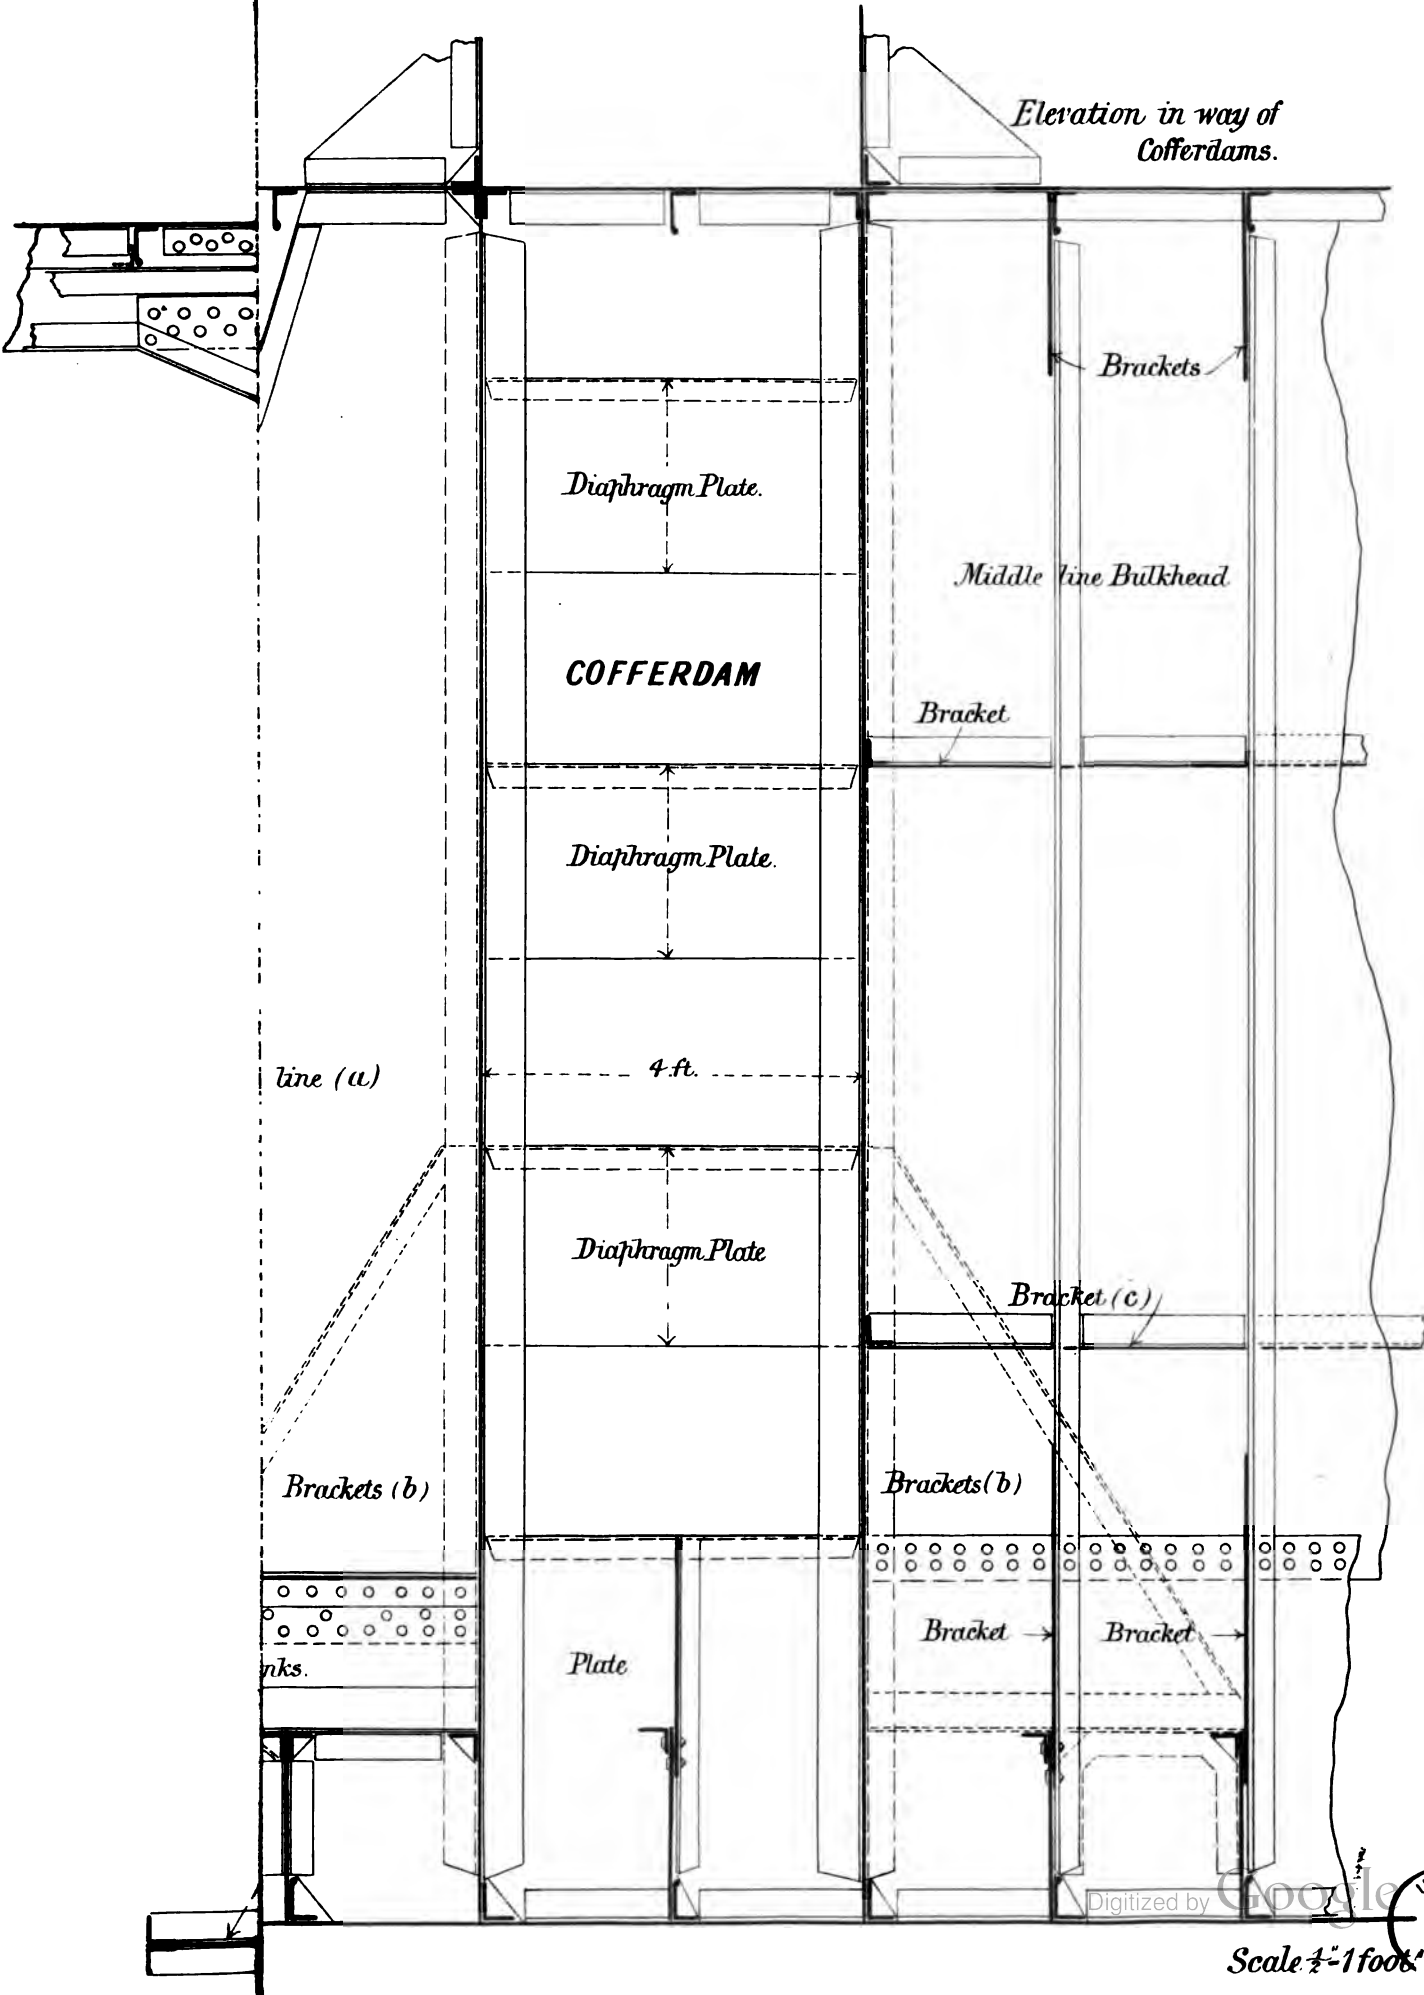 Elevation in way of
Cofferdams.
Brackets
Diaphragm Plate.
Middle line Bulkhead
COFFERDAM
Bracket
Diaphragm Plate.
line (a)
4 ft.
Diaphragm Plate
Bracket (c)
Brackets (b)
Brackets (b)
Bracket
Bracket
Plate
nks.
Digitized by Google
Scale ½"-1 foot